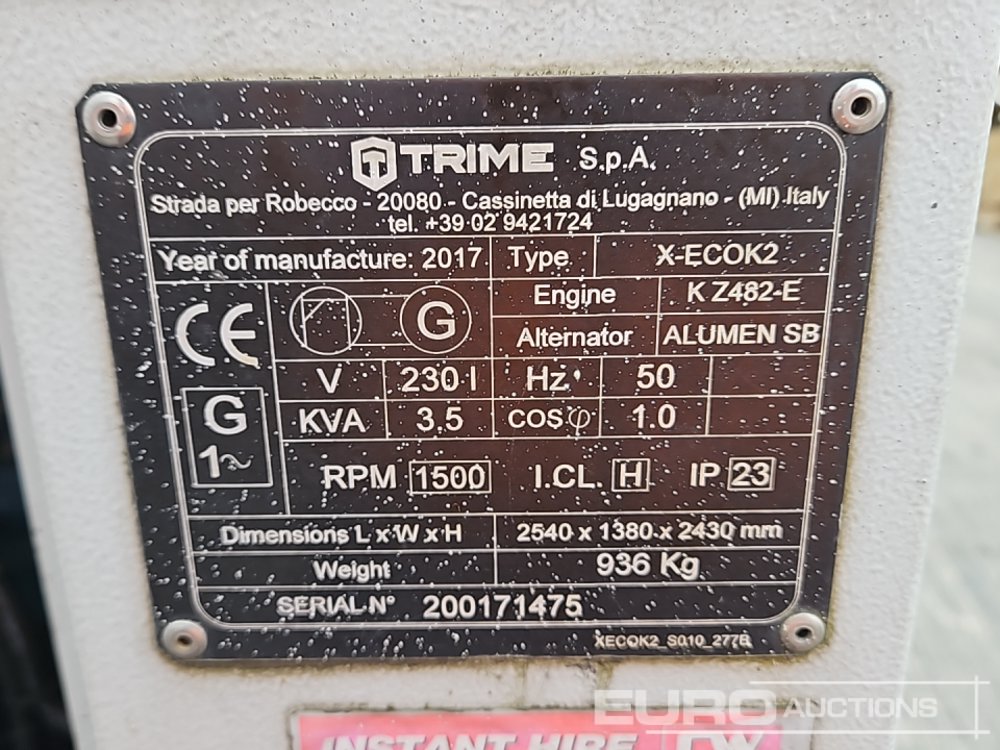 TRIME S.p.A.
Strada per Robecco - 20080 - Cassinetta di Lugagnano - (MI) Italy
tel. +39 02 9421724
Year of manufacture: 2017 Type X-ECOK2
Engine K Z482-E
Alternator ALUMEN SB
CE G
V 230 I Hz 50
KVA 3.5 COSφ 1.0
G
1~
RPM 1500 I.CL. H IP 23
Dimensions L x W x H 2540 x 1380 x 2430 mm
Weight 936 Kg
SERIAL N° 200171475
XECOK2_S010_277B
INSTANT HIRE
EURO AUCTIONS